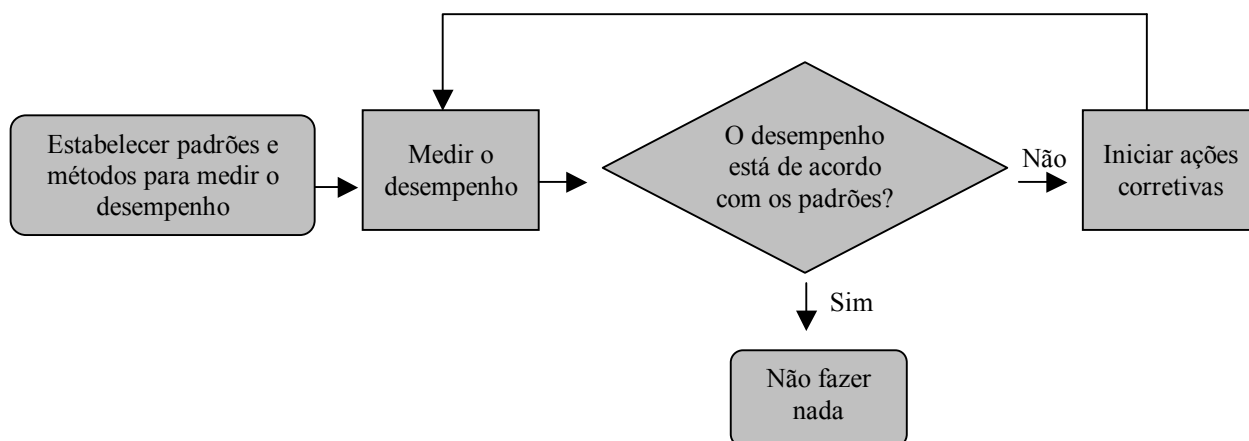 Estabelecer padrões e
métodos para medir o
desempenho
Medir o
desempenho
O desempenho
está de acordo
com os padrões?
Não
Iniciar ações
corretivas
Sim
Não fazer
nada